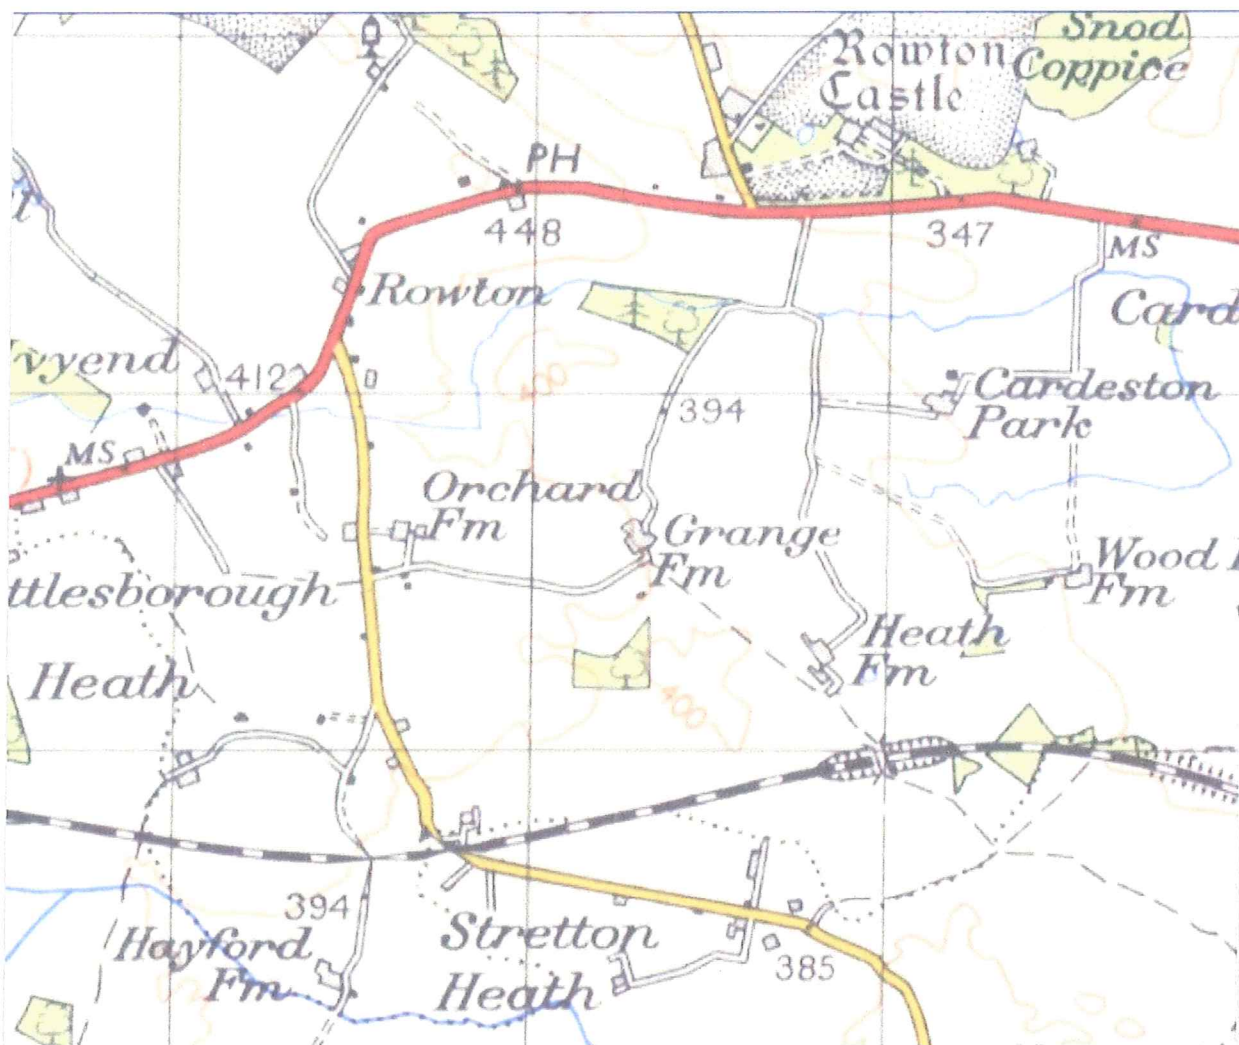 Snod
Coppice
Rowton
Castle
PH
448
347
MS
Rowton
Card
vyend
412
394
400
Cardeston
Park
MS
Orchard
Fm
Grange
Fm
Wood
Fm
ttlesborough
Heath
Heath
Fm
400
394
Hayford
Fm
Stretton
Heath
385